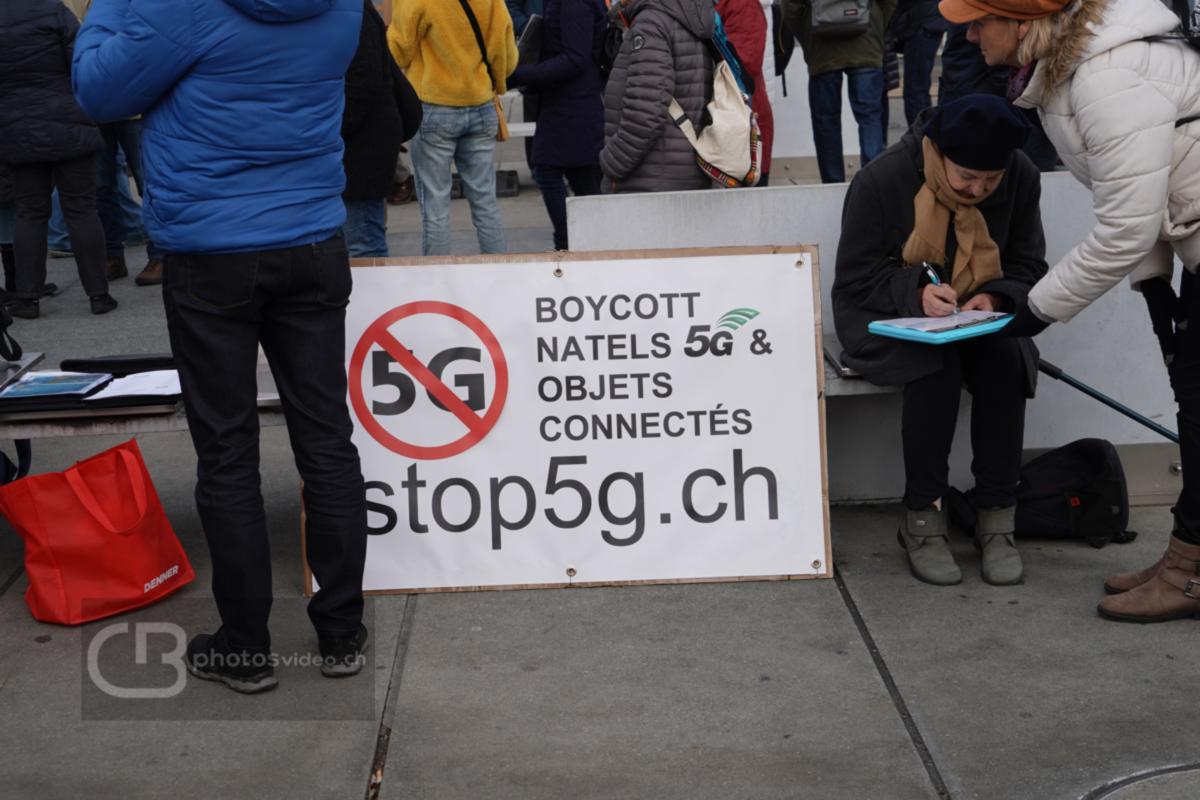 5G
BOYCOTT
NATELS 5G &
OBJETS
CONNECTÉS
stop5g.ch
DENNER
CB photosvideo.ch